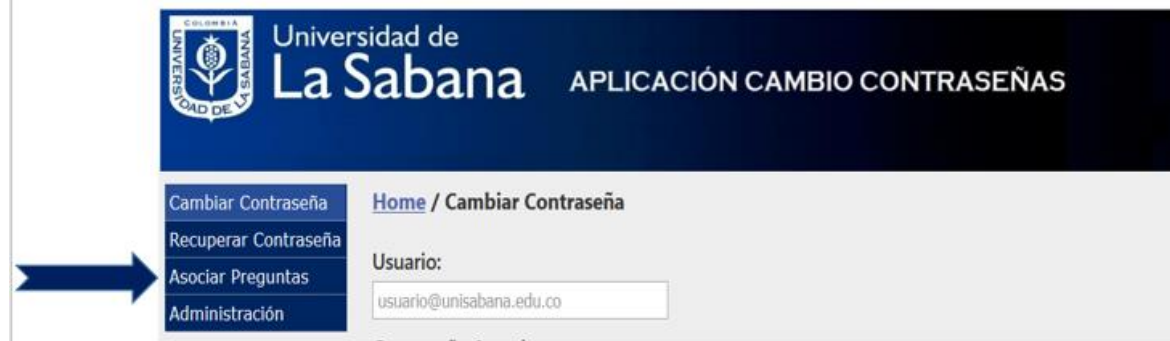 COLOMBIA
UNIVERSIDAD DE LA SABANA
Universidad de
La Sabana
APLICACIÓN CAMBIO CONTRASEÑAS
Cambiar Contraseña
Recuperar Contraseña
Asociar Preguntas
Administración
Home / Cambiar Contraseña
Usuario:
usuario@unisabana.edu.co